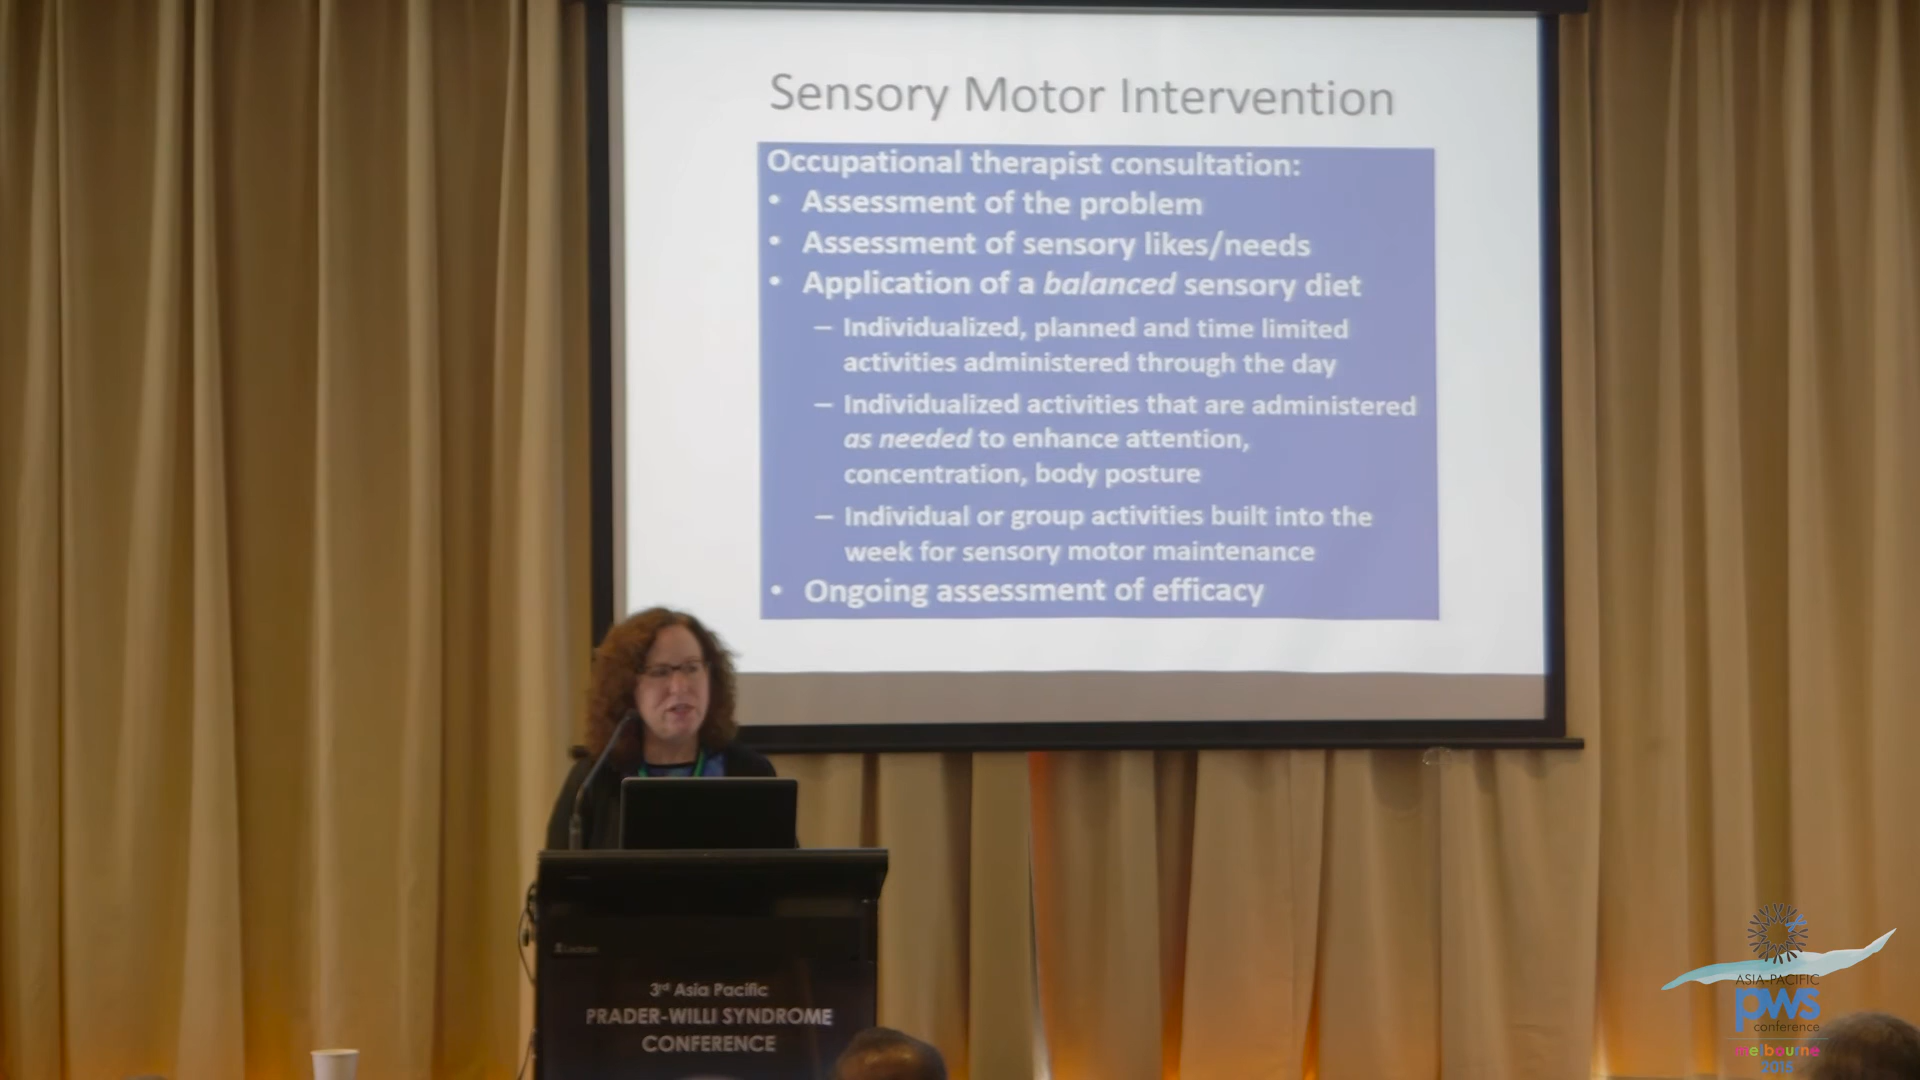 Sensory Motor Intervention
Occupational therapist consultation:
• Assessment of the problem
• Assessment of sensory likes/needs
• Application of a balanced sensory diet
– Individualized, planned and time limited
activities administered through the day
– Individualized activities that are administered
as needed to enhance attention,
concentration, body posture
– Individual or group activities built into the
week for sensory motor maintenance
• Ongoing assessment of efficacy
3rd Asia Pacific
PRADER-WILLI SYNDROME
CONFERENCE
ASIA-PACIFIC
pws
conference
melbourne
2015